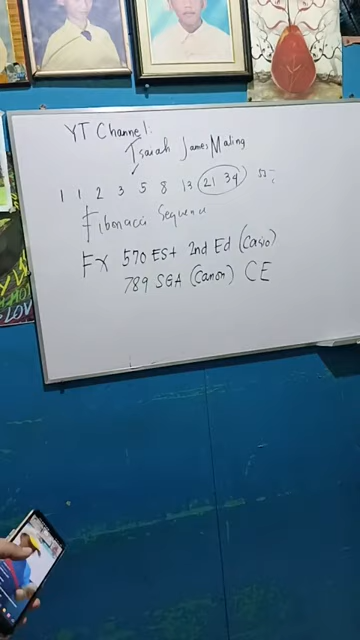 YT Channel:
Isaiah James Maling
1 1 2 3 5 8 13 21 34 55
Fibonacci Sequence
FX 570 ES+ 2nd Ed (Casio)
789 SGA (Canon) CE